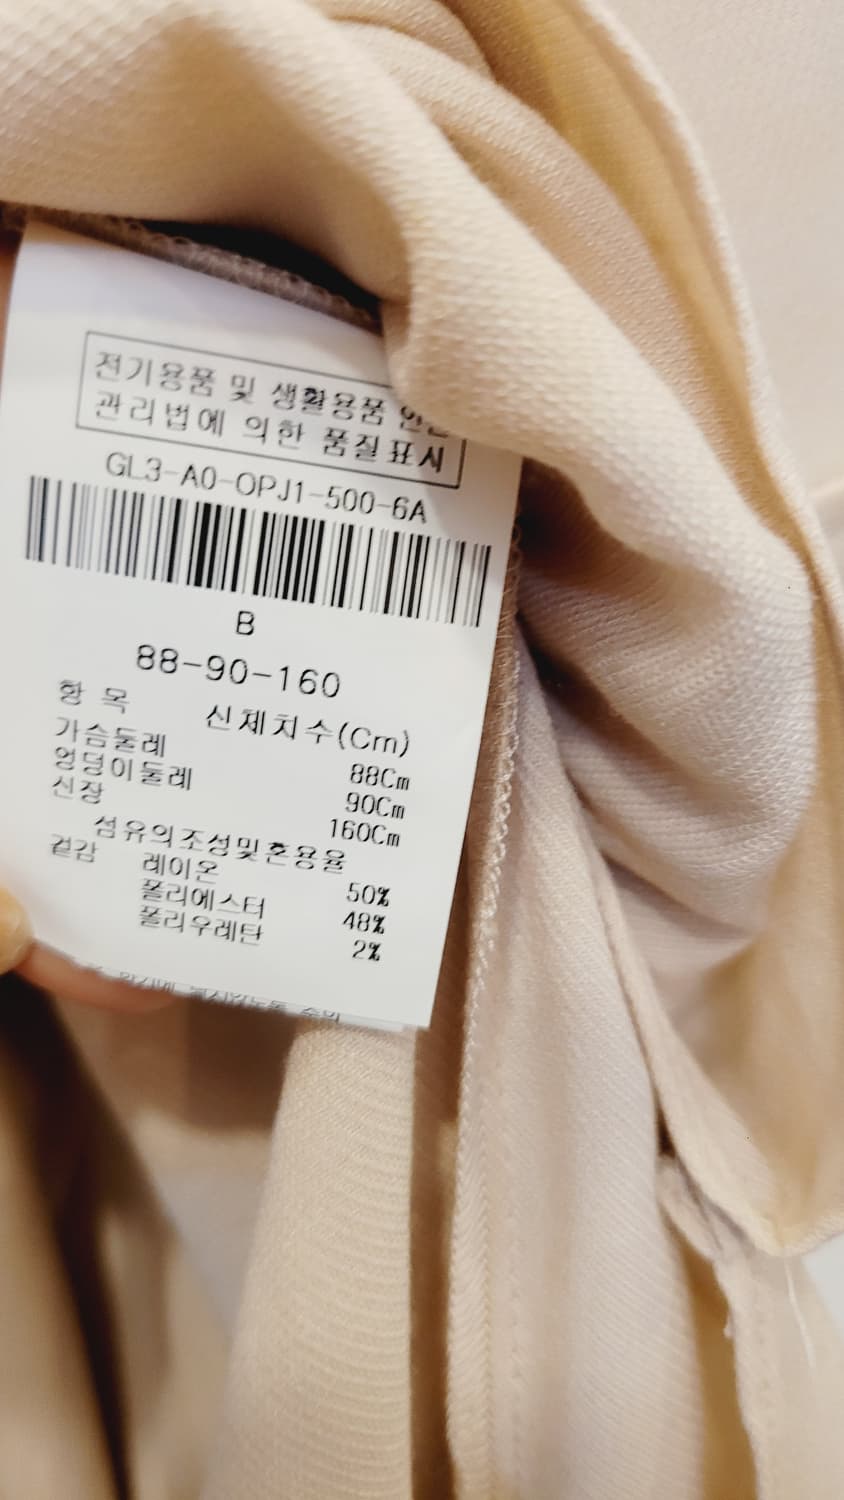 전기용품 및 생활용품 안전
관리법에 의한 품질표시
GL3-A0-OPJ1-500-6A
B
88-90-160
항 목 신체치수(Cm)
가슴둘레 88Cm
엉덩이둘레 90Cm
신장 160Cm
섬유의조성및혼용율
겉감 레이온 50%
폴리에스터 48%
폴리우레탄 2%